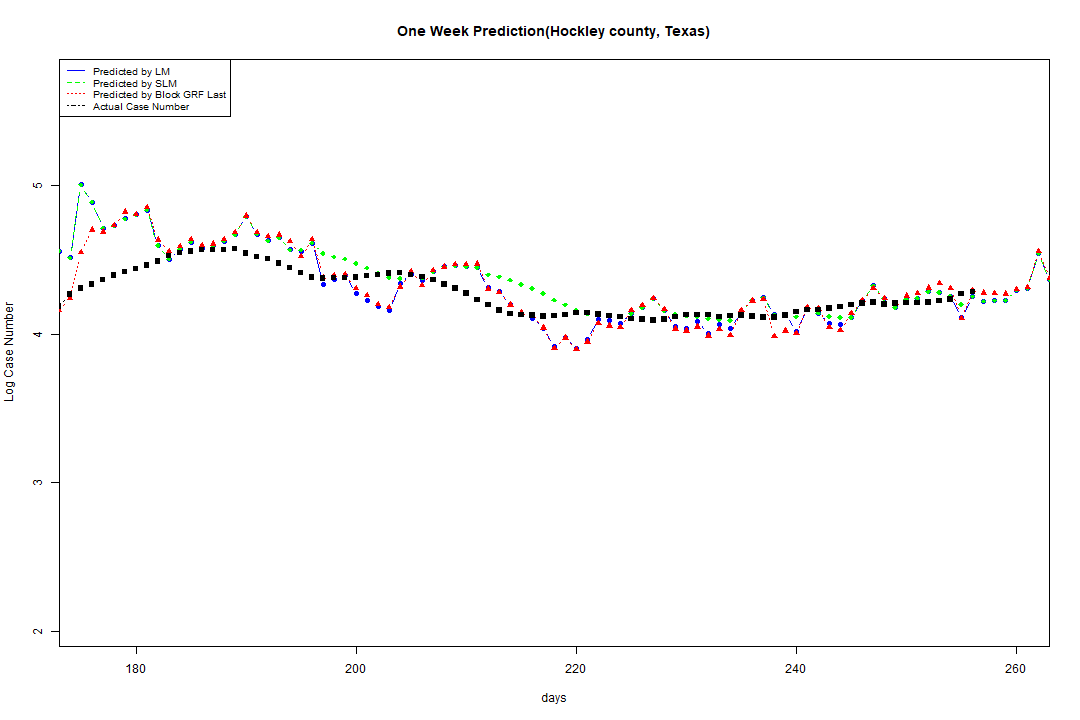 One Week Prediction(Hockley county, Texas)
Predicted by LM
Predicted by SLM
Predicted by Block GRF Last
Actual Case Number
5
4
3
2
Log Case Number
180
200
220
240
260
days